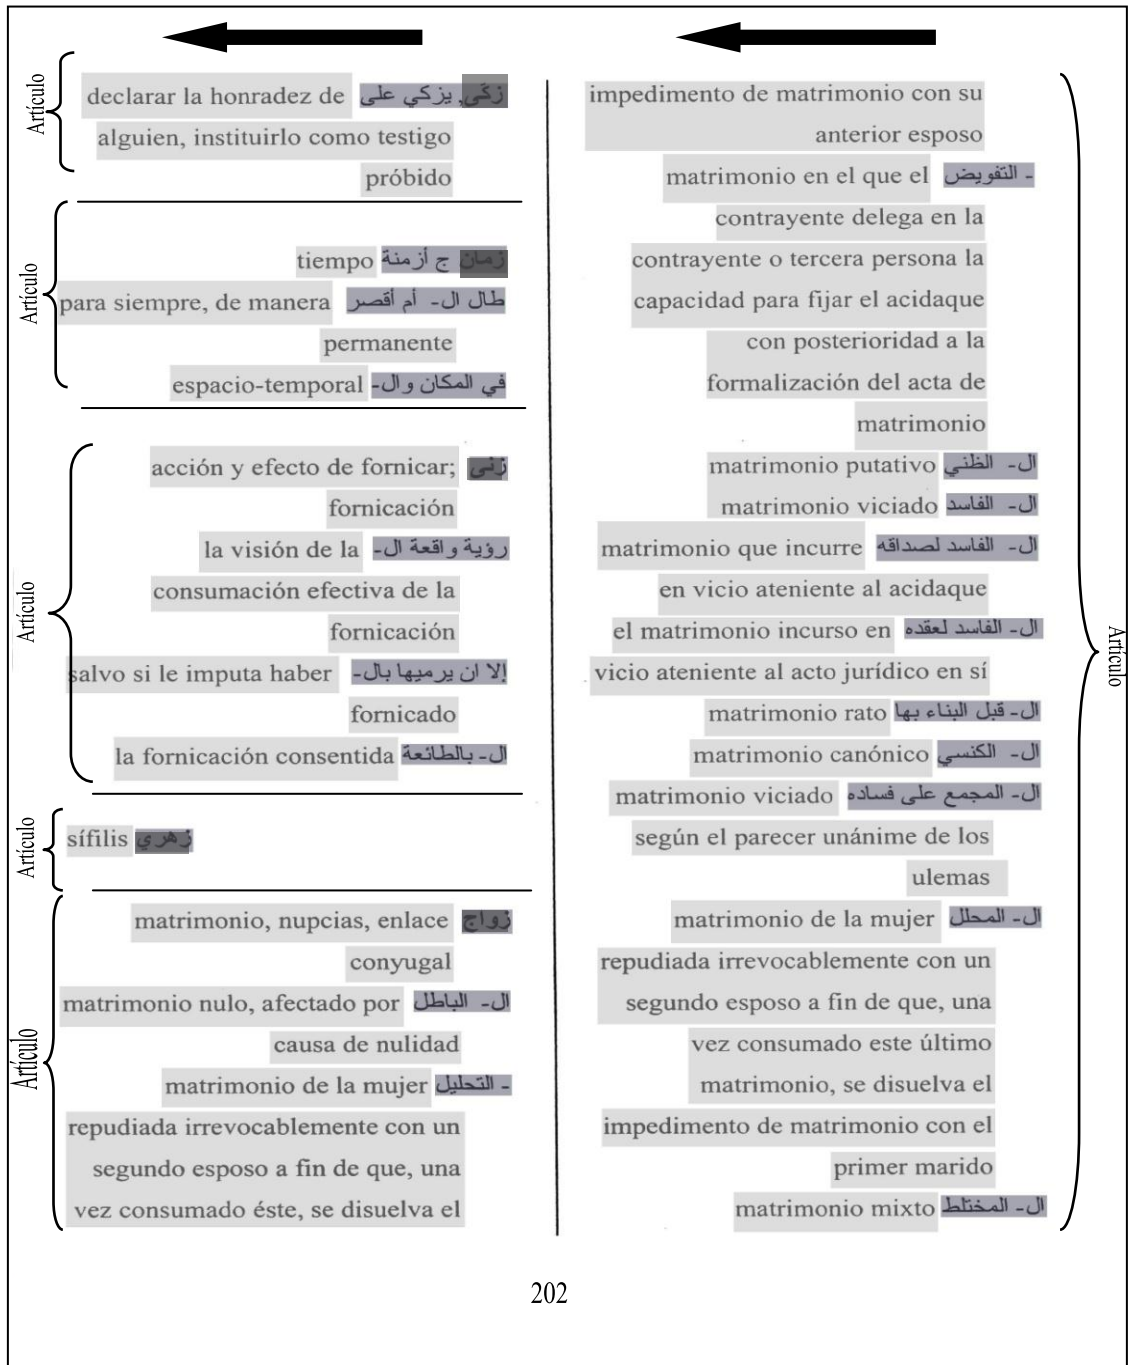 Artículo
زكّى, يزكي على declarar la honradez de
alguien, instituirlo como testigo
próbido
Artículo
زمان ج أزمنة tiempo
طال ال- أم أقصر para siempre, de manera
permanente
في المكان وال- espacio-temporal
Artículo
زنى acción y efecto de fornicar;
fornicación
رؤية واقعة ال- la visión de la
consumación efectiva de la
fornicación
إلا ان يرميها بال- salvo si le imputa haber
fornicado
ال- بالطائعة la fornicación consentida
Artículo
زهري sífilis
Artículo
زواج matrimonio, nupcias, enlace
conyugal
ال- الباطل matrimonio nulo, afectado por
causa de nulidad
- التحليل matrimonio de la mujer
repudiada irrevocablemente con un
segundo esposo a fin de que, una
vez consumado éste, se disuelva el
impedimento de matrimonio con su
anterior esposo
- التفويض matrimonio en el que el
contrayente delega en la
contrayente o tercera persona la
capacidad para fijar el acidaque
con posterioridad a la
formalización del acta de
matrimonio
ال- الظني matrimonio putativo
ال- الفاسد matrimonio viciado
ال- الفاسد لصداقه matrimonio que incurre
en vicio ateniente al acidaque
ال- الفاسد لعقده el matrimonio incurso en
vicio ateniente al acto jurídico en sí
ال- قبل البناء بها matrimonio rato
ال- الكنسي matrimonio canónico
ال- المجمع على فساده matrimonio viciado
según el parecer unánime de los
ulemas
ال- المحلل matrimonio de la mujer
repudiada irrevocablemente con un
segundo esposo a fin de que, una
vez consumado este último
matrimonio, se disuelva el
impedimento de matrimonio con el
primer marido
ال- المختلط matrimonio mixto
Artículo
202